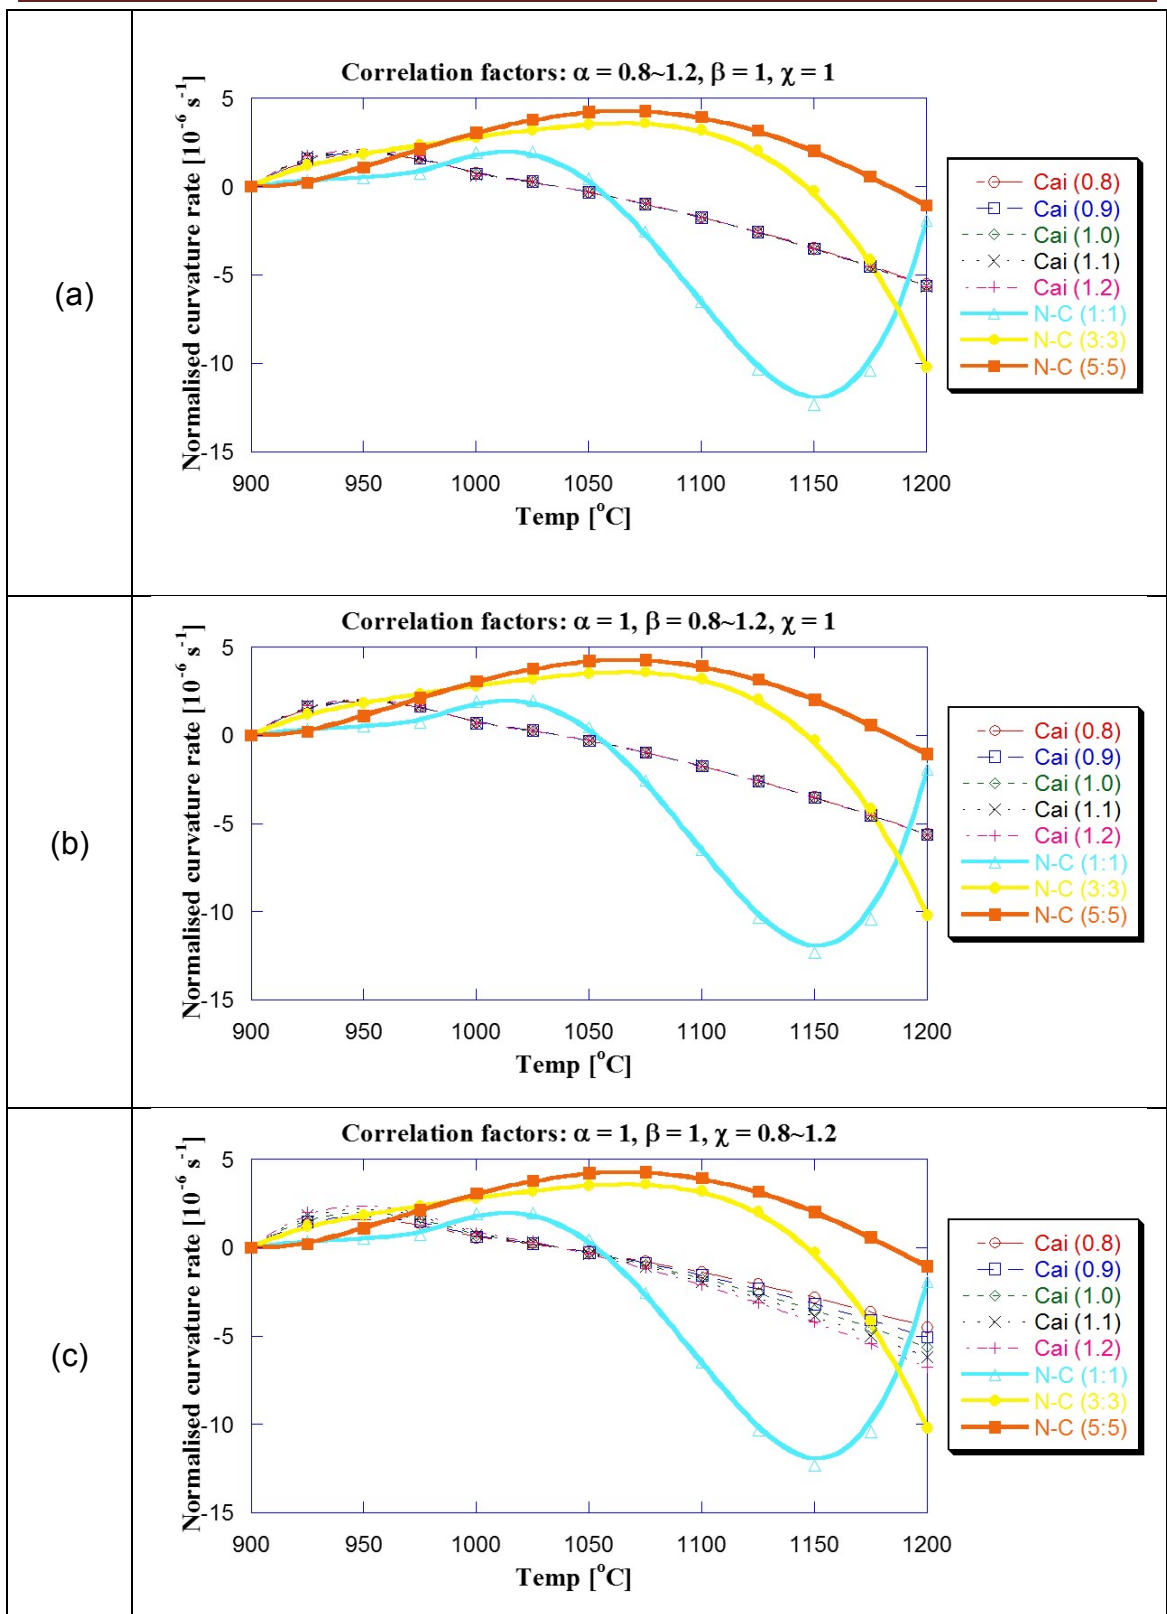 (a)
Correlation factors: α = 0.8~1.2, β = 1, χ = 1
Normalised curvature rate [10⁻⁶ s⁻¹]
5
0
-5
-10
-15
900 950 1000 1050 1100 1150 1200
Temp [°C]
Cai (0.8)
Cai (0.9)
Cai (1.0)
Cai (1.1)
Cai (1.2)
N-C (1:1)
N-C (3:3)
N-C (5:5)
(b)
Correlation factors: α = 1, β = 0.8~1.2, χ = 1
Normalised curvature rate [10⁻⁶ s⁻¹]
5
0
-5
-10
-15
900 950 1000 1050 1100 1150 1200
Temp [°C]
Cai (0.8)
Cai (0.9)
Cai (1.0)
Cai (1.1)
Cai (1.2)
N-C (1:1)
N-C (3:3)
N-C (5:5)
(c)
Correlation factors: α = 1, β = 1, χ = 0.8~1.2
Normalised curvature rate [10⁻⁶ s⁻¹]
5
0
-5
-10
-15
900 950 1000 1050 1100 1150 1200
Temp [°C]
Cai (0.8)
Cai (0.9)
Cai (1.0)
Cai (1.1)
Cai (1.2)
N-C (1:1)
N-C (3:3)
N-C (5:5)